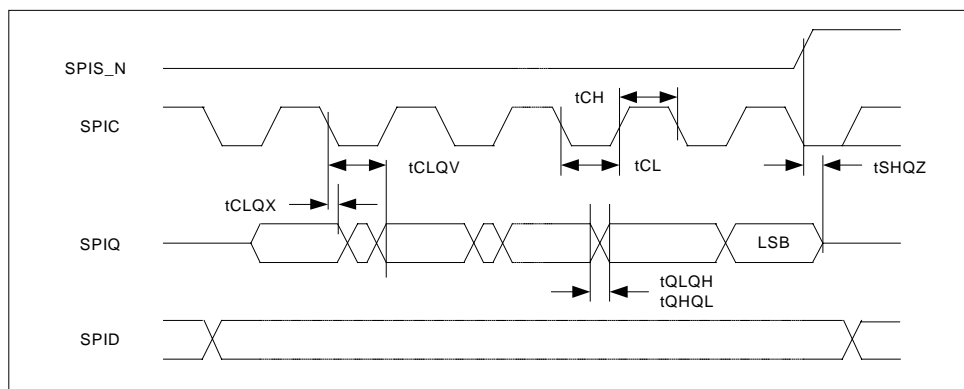 SPIS_N
tCH
SPIC
tCLQV
tCL
tSHQZ
tCLQX
SPIQ
LSB
tQLQH
tQHQL
SPID